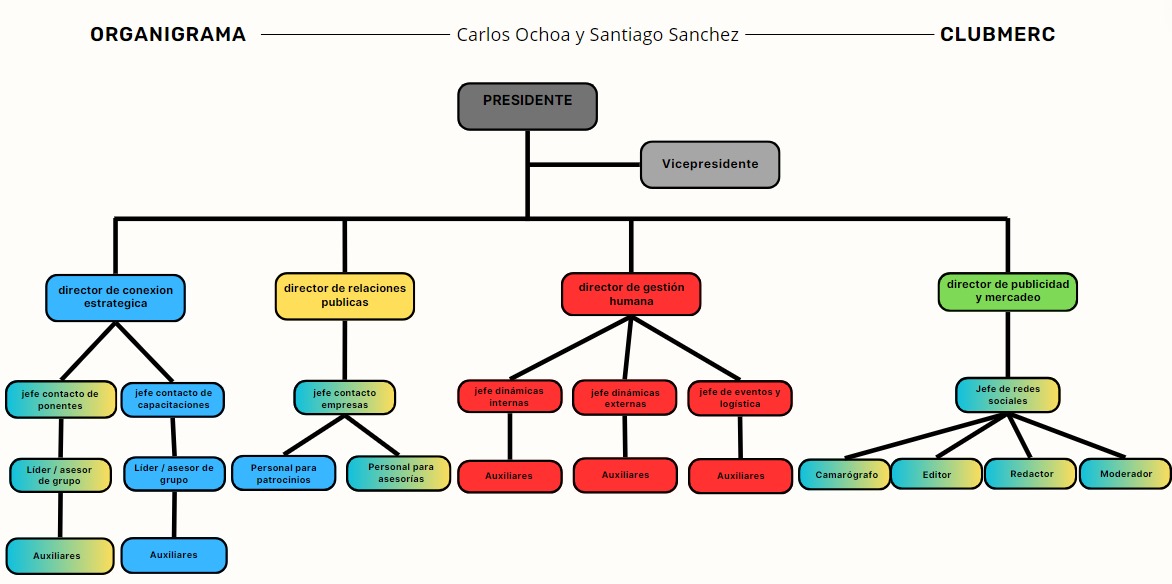 ORGANIGRAMA Carlos Ochoa y Santiago Sanchez CLUBMERC
PRESIDENTE
Vicepresidente
director de conexion
estrategica
director de relaciones
publicas
director de gestión
humana
director de publicidad
y mercadeo
jefe contacto de
ponentes
jefe contacto de
capacitaciones
jefe contacto
empresas
jefe dinámicas
internas
jefe dinámicas
externas
jefe de eventos y
logística
Jefe de redes
sociales
Líder / asesor
de grupo
Líder / asesor de
grupo
Personal para
patrocinios
Personal para
asesorías
Auxiliares
Auxiliares
Auxiliares
Camarógrafo
Editor
Redactor
Moderador
Auxiliares
Auxiliares